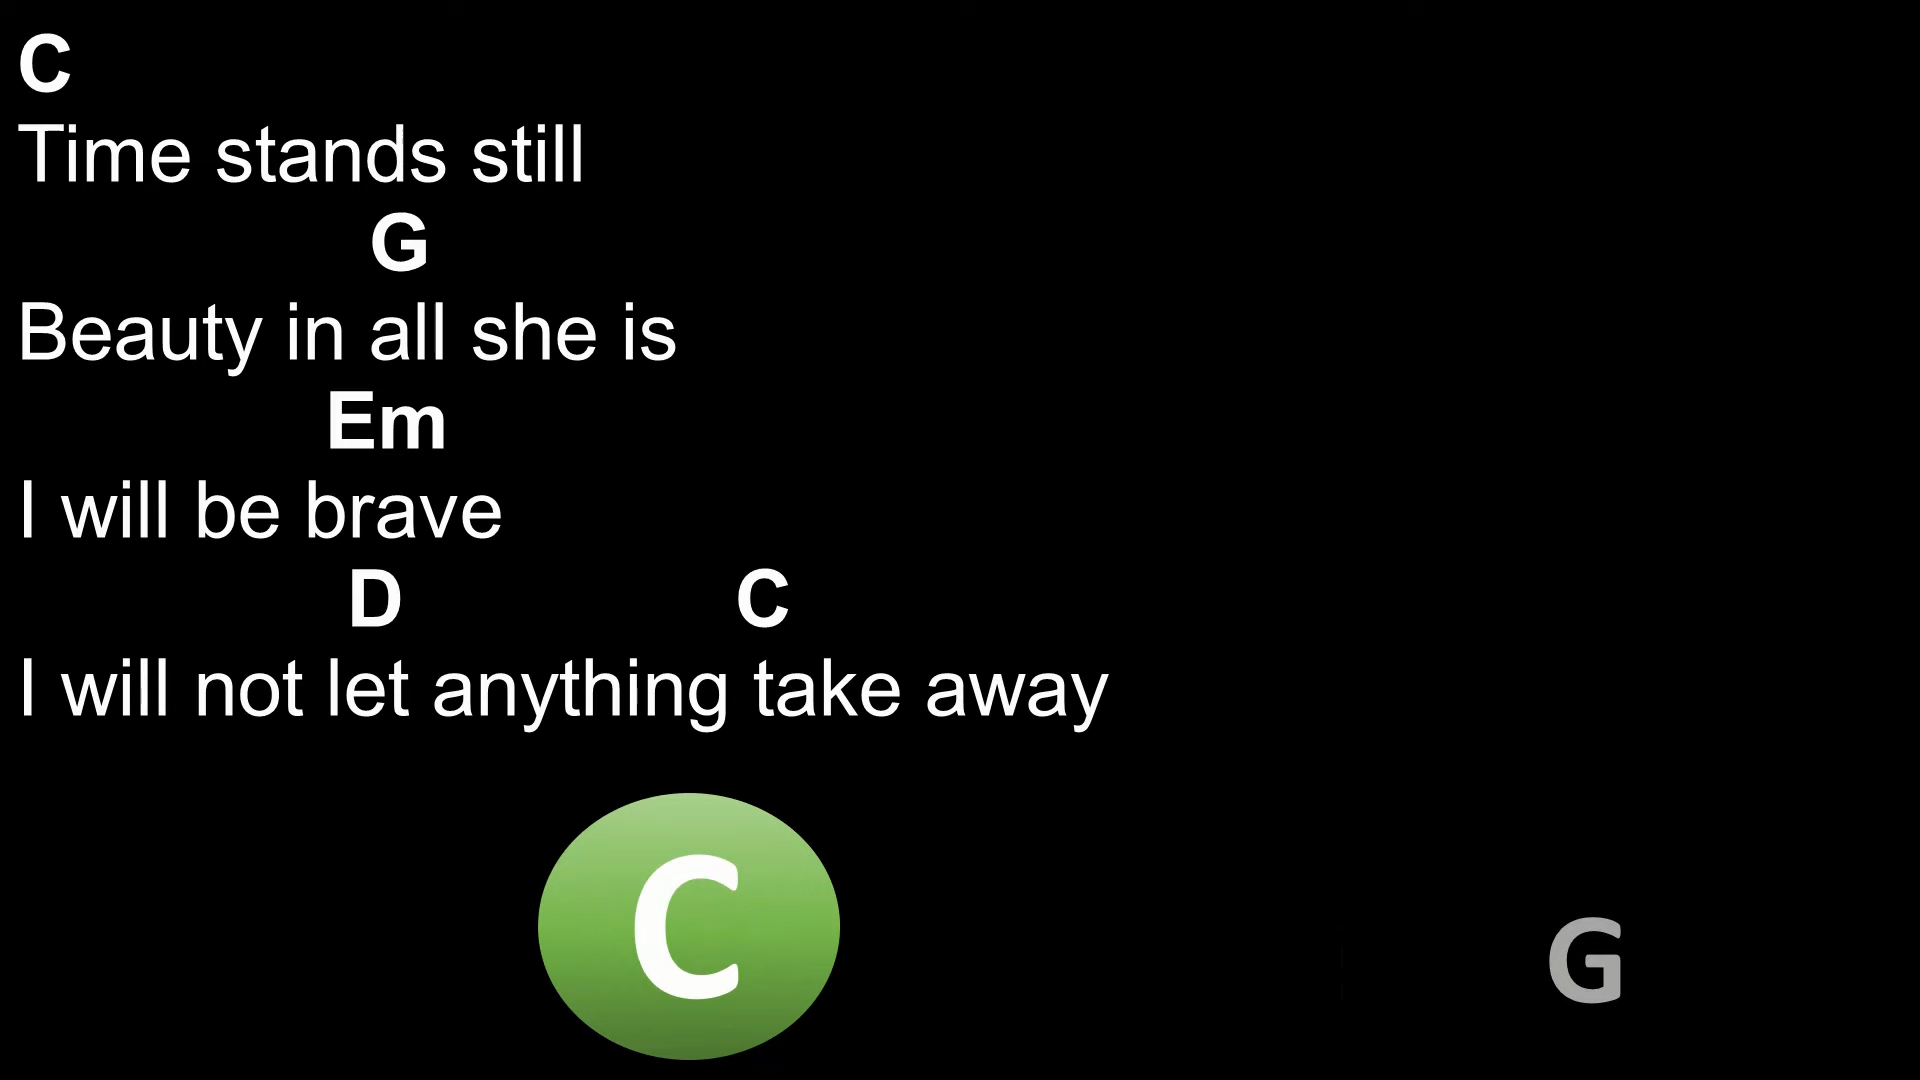 C
Time stands still
G
Beauty in all she is
Em
I will be brave
D C
I will not let anything take away
C
G